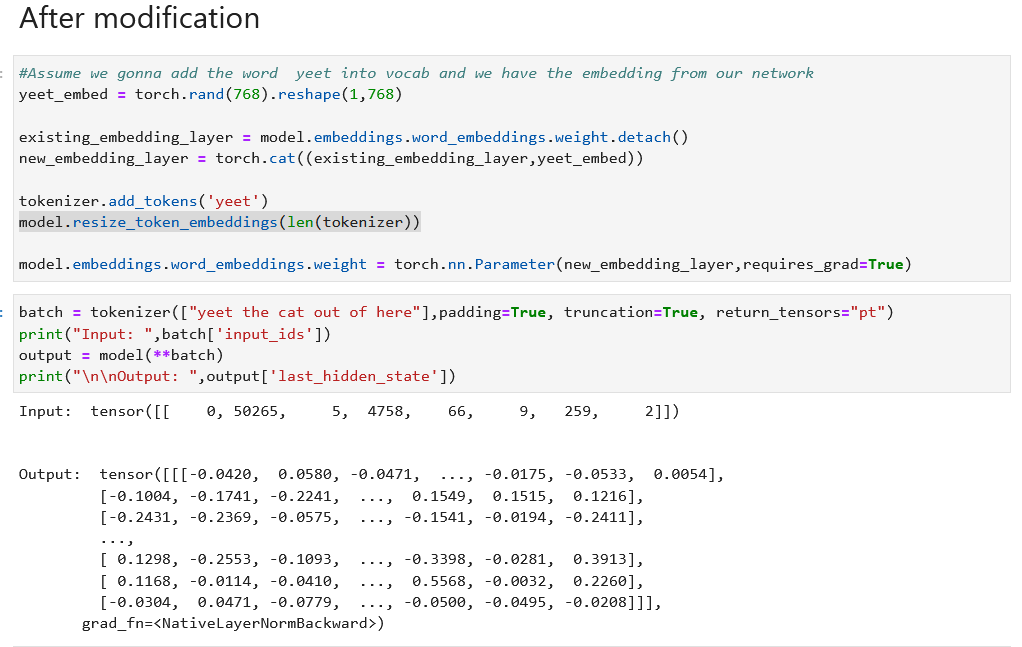 After modification
#Assume we gonna add the word  yeet into vocab and we have the embedding from our network
yeet_embed = torch.rand(768).reshape(1,768)
existing_embedding_layer = model.embeddings.word_embeddings.weight.detach()
new_embedding_layer = torch.cat((existing_embedding_layer,yeet_embed))
tokenizer.add_tokens('yeet')
model.resize_token_embeddings(len(tokenizer))
model.embeddings.word_embeddings.weight = torch.nn.Parameter(new_embedding_layer,requires_grad=True)
batch = tokenizer(["yeet the cat out of here"],padding=True, truncation=True, return_tensors="pt")
print("Input: ",batch['input_ids'])
output = model(**batch)
print("\n\nOutput: ",output['last_hidden_state'])
Input:  tensor([[    0, 50265,     5,  4758,    66,     9,   259,     2]])
Output:  tensor([[[-0.0420,  0.0580, -0.0471,  ..., -0.0175, -0.0533,  0.0054],
[-0.1004, -0.1741, -0.2241,  ...,  0.1549,  0.1515,  0.1216],
[-0.2431, -0.2369, -0.0575,  ..., -0.1541, -0.0194, -0.2411],
...,
[ 0.1298, -0.2553, -0.1093,  ..., -0.3398, -0.0281,  0.3913],
[ 0.1168, -0.0114, -0.0410,  ...,  0.5568, -0.0032,  0.2260],
[-0.0304,  0.0471, -0.0779,  ..., -0.0500, -0.0495, -0.0208]]],
grad_fn=<NativeLayerNormBackward>)